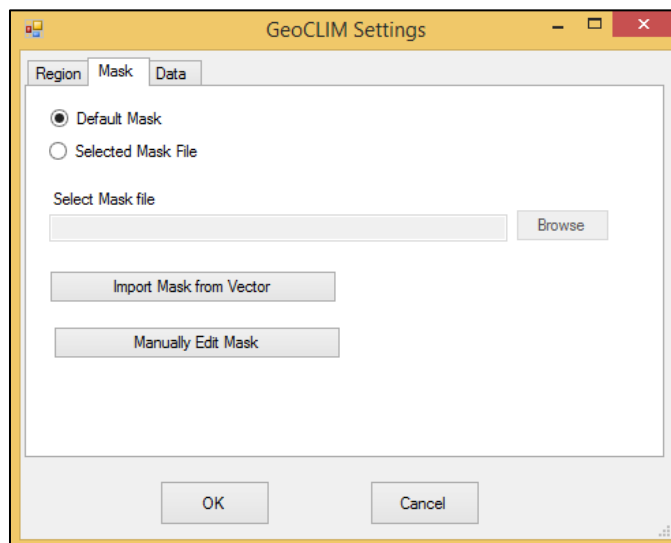 GeoCLIM Settings
Region Mask Data
Default Mask
Selected Mask File
Select Mask file
Browse
Import Mask from Vector
Manually Edit Mask
OK Cancel